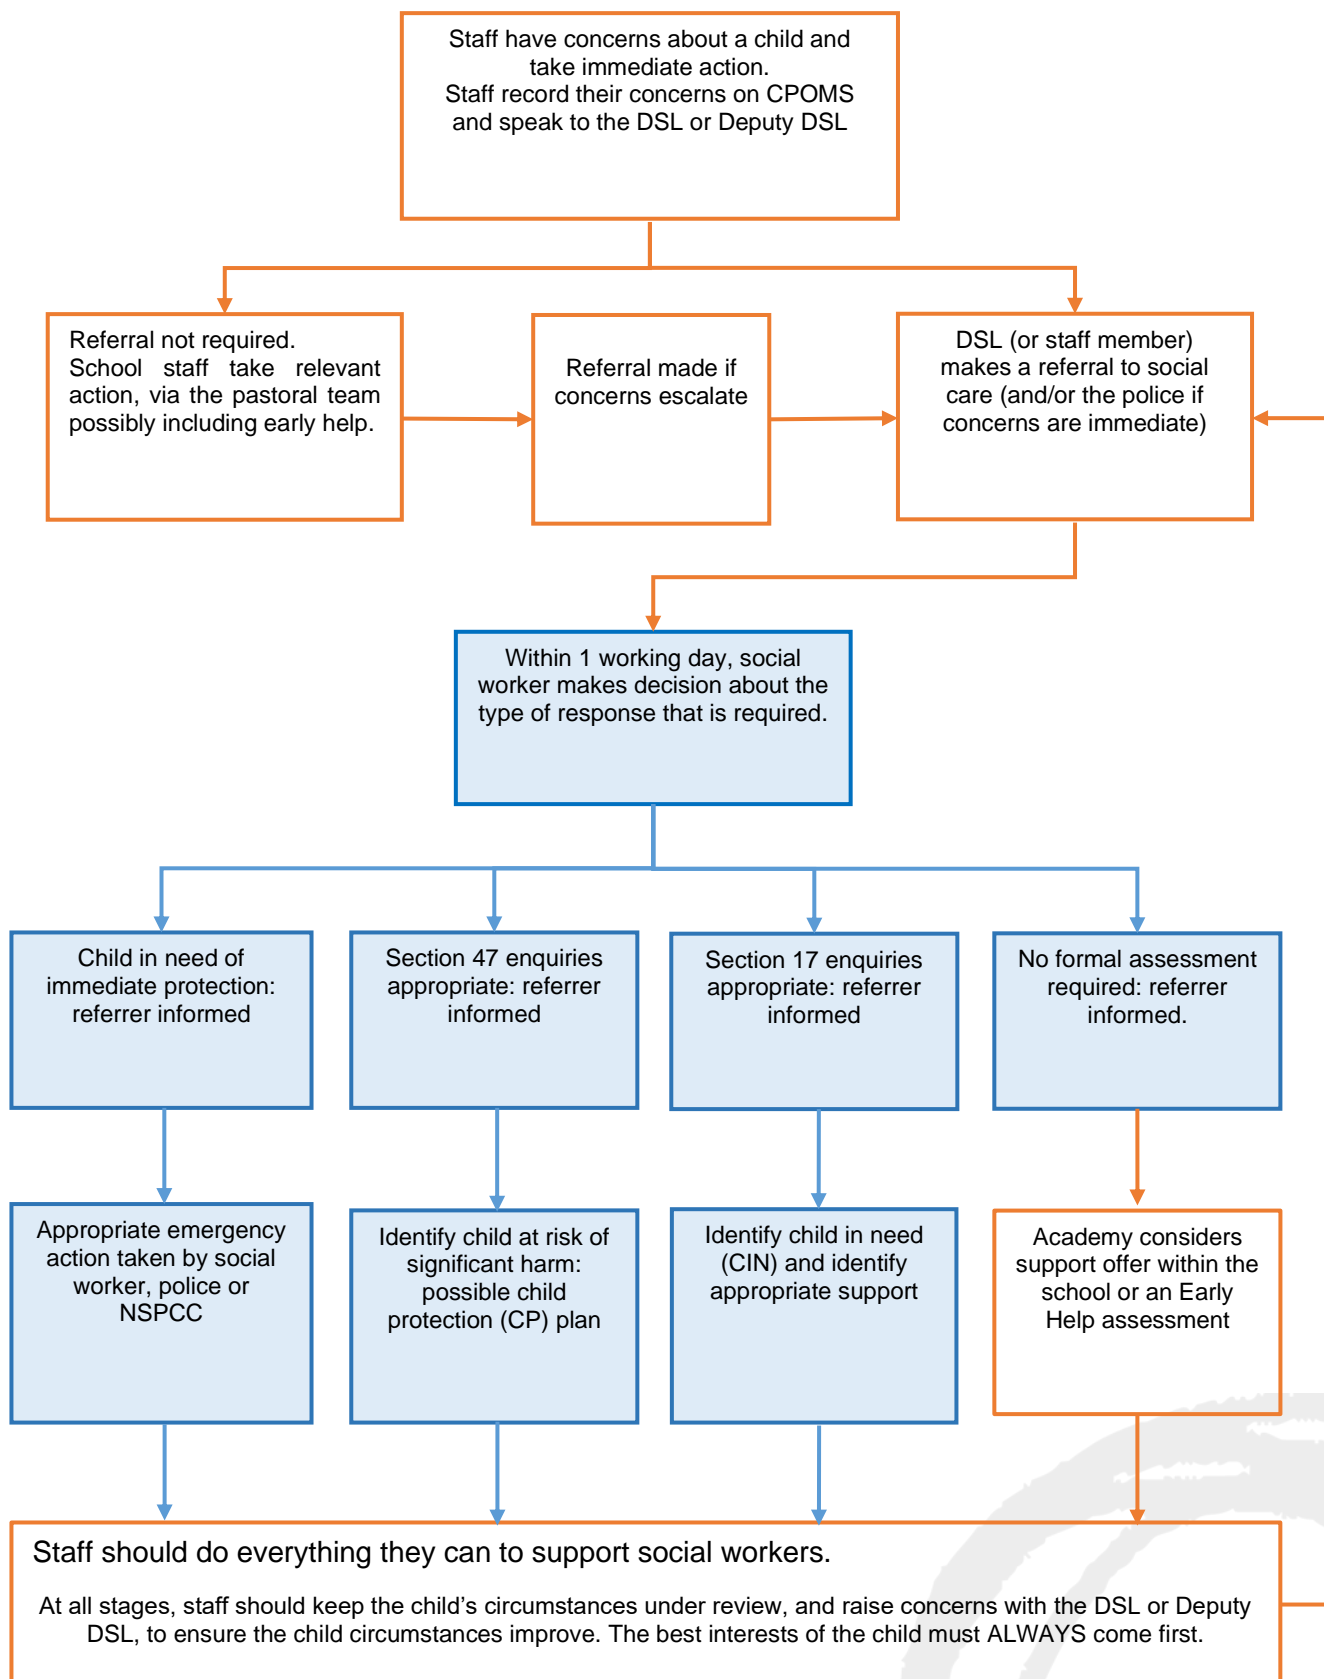 Staff have concerns about a child and
take immediate action.
Staff record their concerns on CPOMS
and speak to the DSL or Deputy DSL
Referral not required.
School staff take relevant
action, via the pastoral team
possibly including early help.
Referral made if
concerns escalate
DSL (or staff member)
makes a referral to social
care (and/or the police if
concerns are immediate)
Within 1 working day, social
worker makes decision about the
type of response that is required.
Child in need of
immediate protection:
referrer informed
Section 47 enquiries
appropriate: referrer
informed
Section 17 enquiries
appropriate: referrer
informed
No formal assessment
required: referrer
informed.
Appropriate emergency
action taken by social
worker, police or
NSPCC
Identify child at risk of
significant harm:
possible child
protection (CP) plan
Identify child in need
(CIN) and identify
appropriate support
Academy considers
support offer within the
school or an Early
Help assessment
Staff should do everything they can to support social workers.
At all stages, staff should keep the child’s circumstances under review, and raise concerns with the DSL or Deputy
DSL, to ensure the child circumstances improve. The best interests of the child must ALWAYS come first.